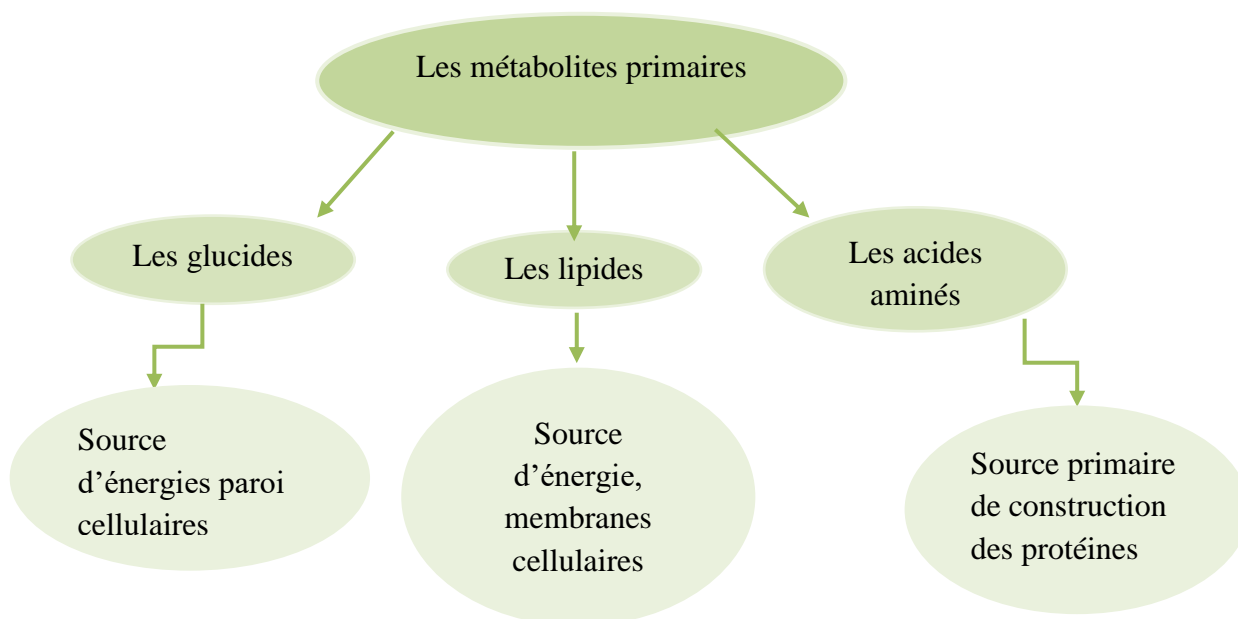 Les métabolites primaires
Les glucides
Les lipides
Les acides
aminés
Source
d’énergies paroi
cellulaires
Source
d’énergie,
membranes
cellulaires
Source primaire
de construction
des protéines